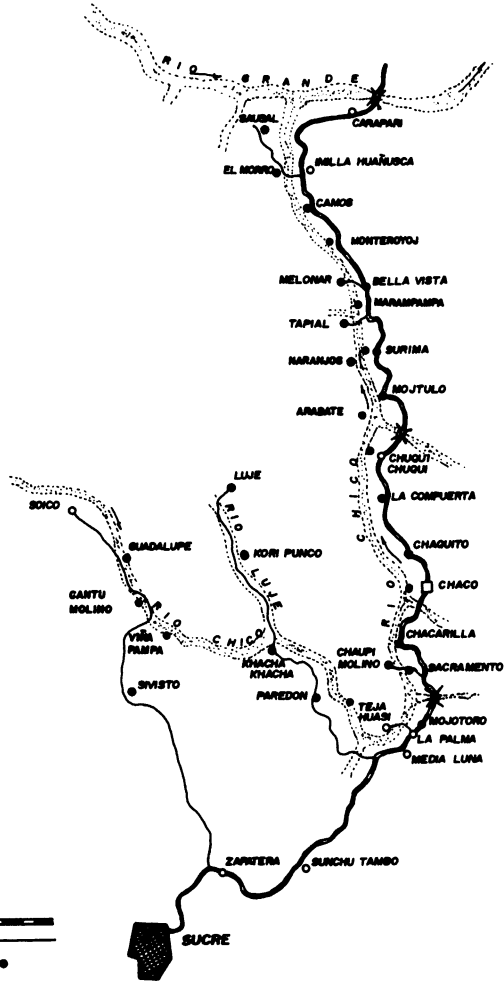 RIO GRANDE
SAUSAL
CARAPARI
EL MORRO
IMILLA HUAÑUSCA
CAMOS
MONTEROYOJ
MELONAR
BELLA VISTA
MARAMPAMPA
TAPIAL
NARANJOS
SURIMA
MOJTULO
ARABATE
CHUQUI
CHUQUI
RIO CHICO
LA COMPUERTA
LUJE
SOICO
RIO LUJE
GUADALUPE
KORI PUNCO
CHAQUITO
CHACO
CANTU
MOLINO
RIO CHICO
VIÑA
PAMPA
CHACARILLA
KHACHA
KHACHA
CHAUPI
MOLINO
SACRAMENTO
SIVISTO
PAREDON
TEJA
HUASI
MOJOTORO
LA PALMA
MEDIA LUNA
ZAPATERA
SUNCHU TAMBO
SUCRE